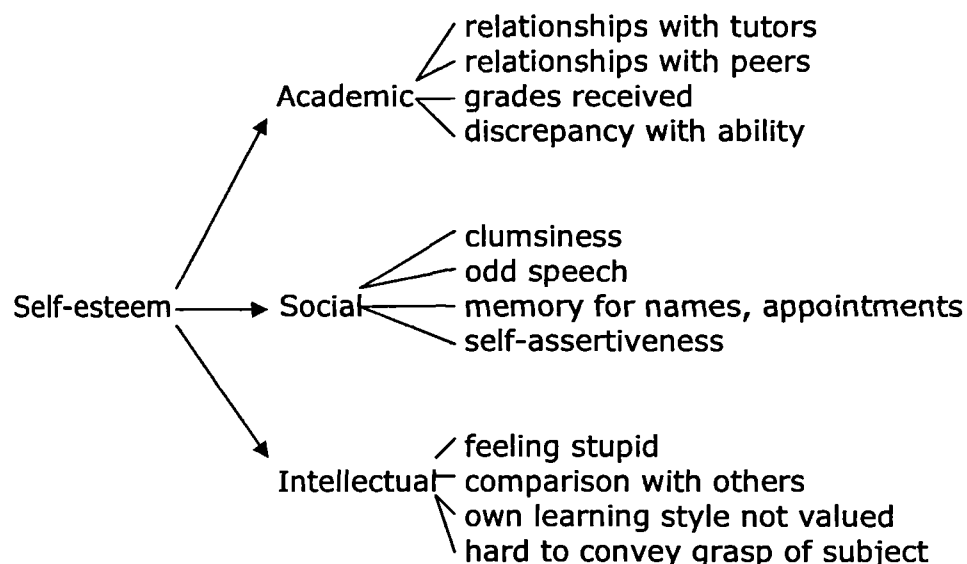 relationships with tutors
relationships with peers
Academic
grades received
discrepancy with ability
clumsiness
odd speech
Self-esteem
Social
memory for names, appointments
self-assertiveness
feeling stupid
Intellectual
comparison with others
own learning style not valued
hard to convey grasp of subject